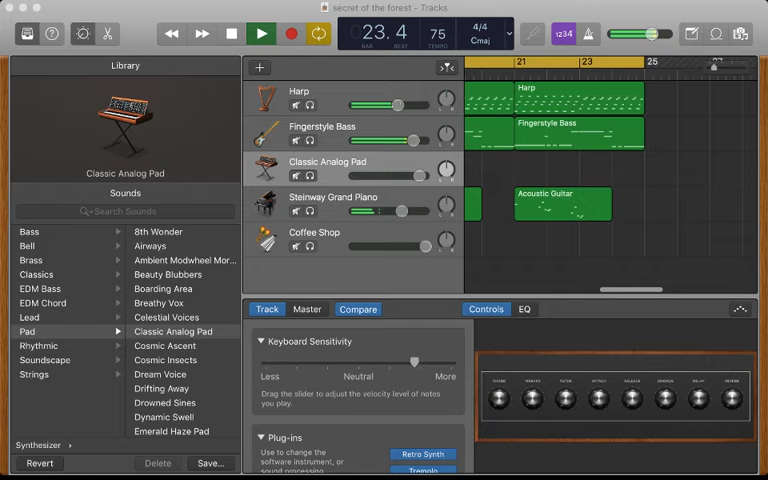 secret of the forest - Tracks
23. 4
BAR
BEAT
75
TEMPO
4/4
Cmaj
1234
Library
Classic Analog Pad
Sounds
Search Sounds
Bass
Bell
Brass
Classics
EDM Bass
EDM Chord
Lead
Pad
Rhythmic
Soundscape
Strings
8th Wonder
Airways
Ambient Modwheel Mor...
Beauty Blubbers
Boarding Area
Breathy Vox
Celestial Voices
Classic Analog Pad
Cosmic Ascent
Cosmic Insects
Dream Voice
Drifting Away
Drowned Sines
Dynamic Swell
Emerald Haze Pad
Synthesizer
Revert
Delete
Save...
Harp
Fingerstyle Bass
Classic Analog Pad
Steinway Grand Piano
Coffee Shop
21
23
25
Harp
Fingerstyle Bass
Acoustic Guitar
Track
Master
Compare
Controls
EQ
Keyboard Sensitivity
Less
Neutral
More
Drag the slider to adjust the velocity level of notes
you play.
Plug-ins
Use to change the
software instrument, or
sound processing
Retro Synth
Tremolo